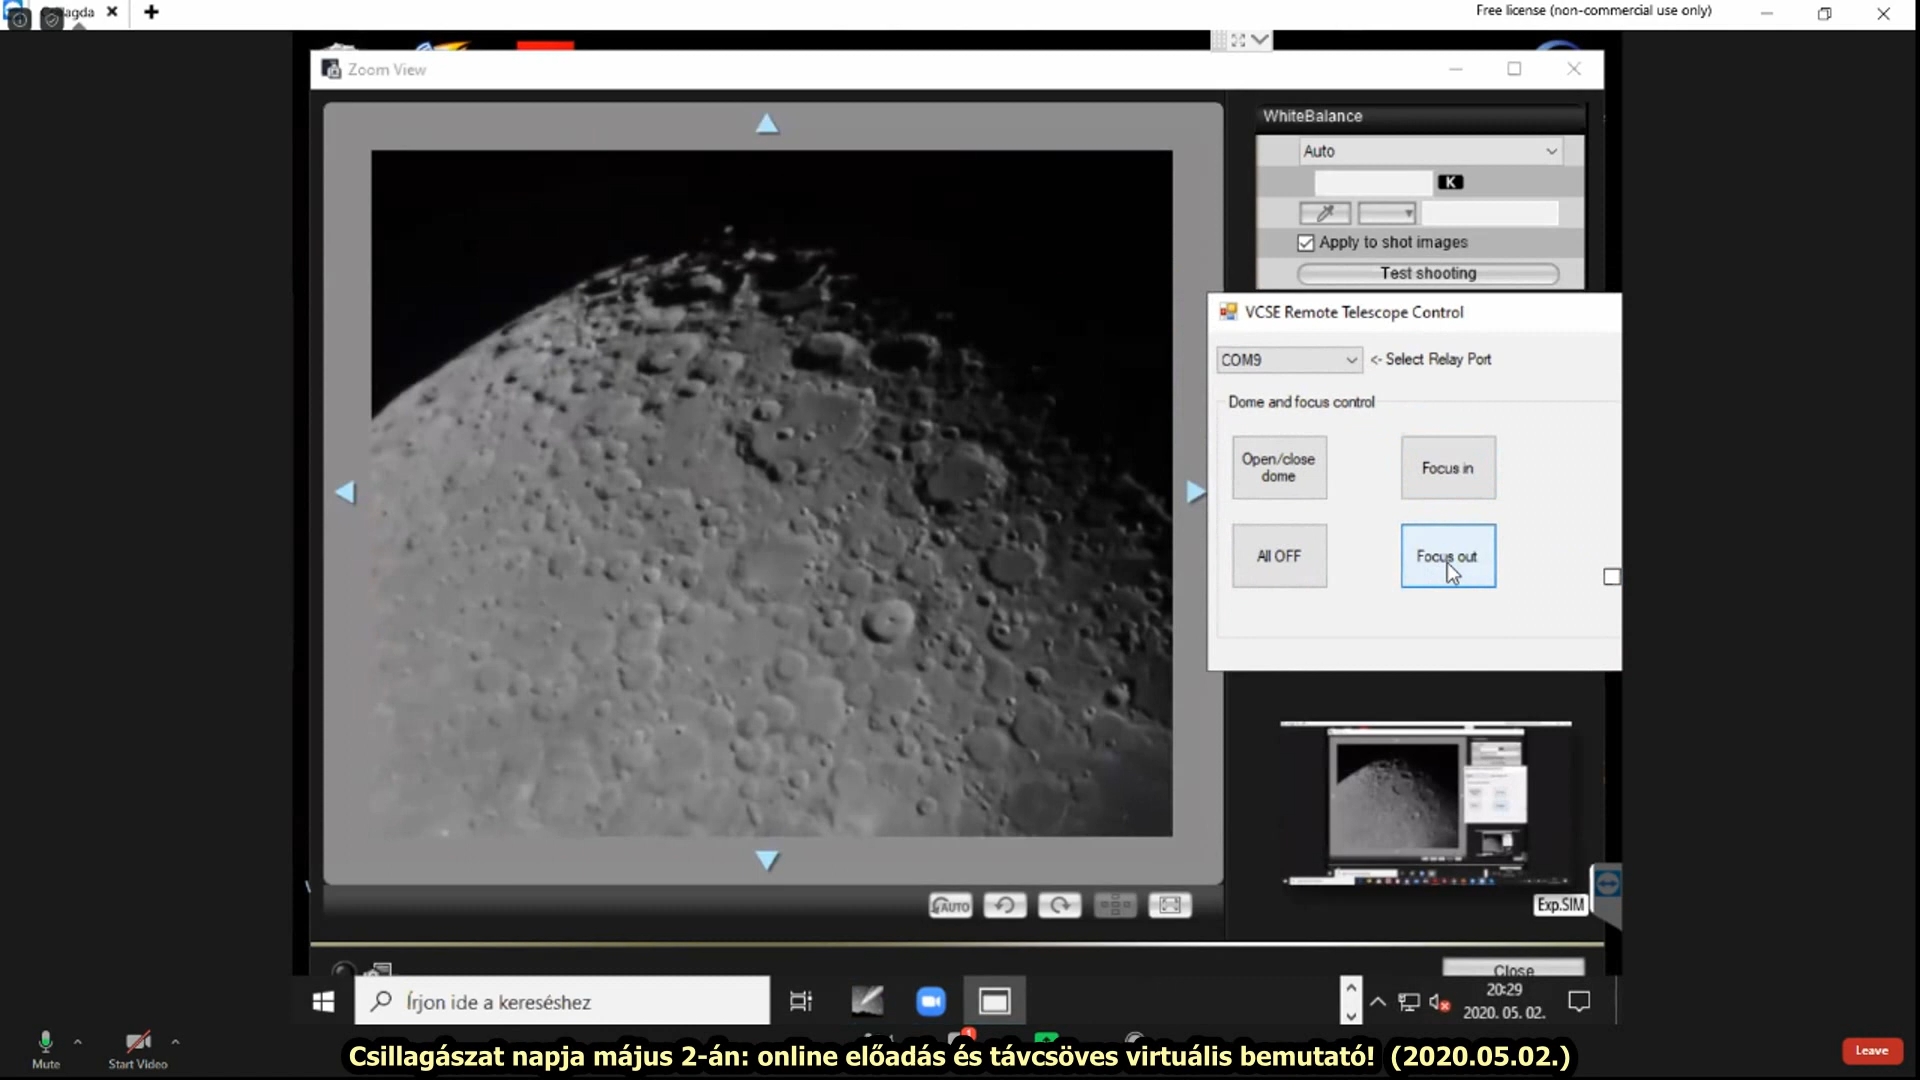 agda
Free license (non-commercial use only)
Zoom View
WhiteBalance
Auto
K
Apply to shot images
Test shooting
VCSE Remote Telescope Control
COM9
<- Select Relay Port
Dome and focus control
Open/close
dome
Focus in
All OFF
Focus out
AUTO
Exp.SIM
Close
Írjon ide a kereséshez
20:29
2020. 05. 02.
1
Mute
Start Video
Leave
Csillagászat napja május 2-án: online előadás és távcsöves virtuális bemutató! (2020.05.02.)